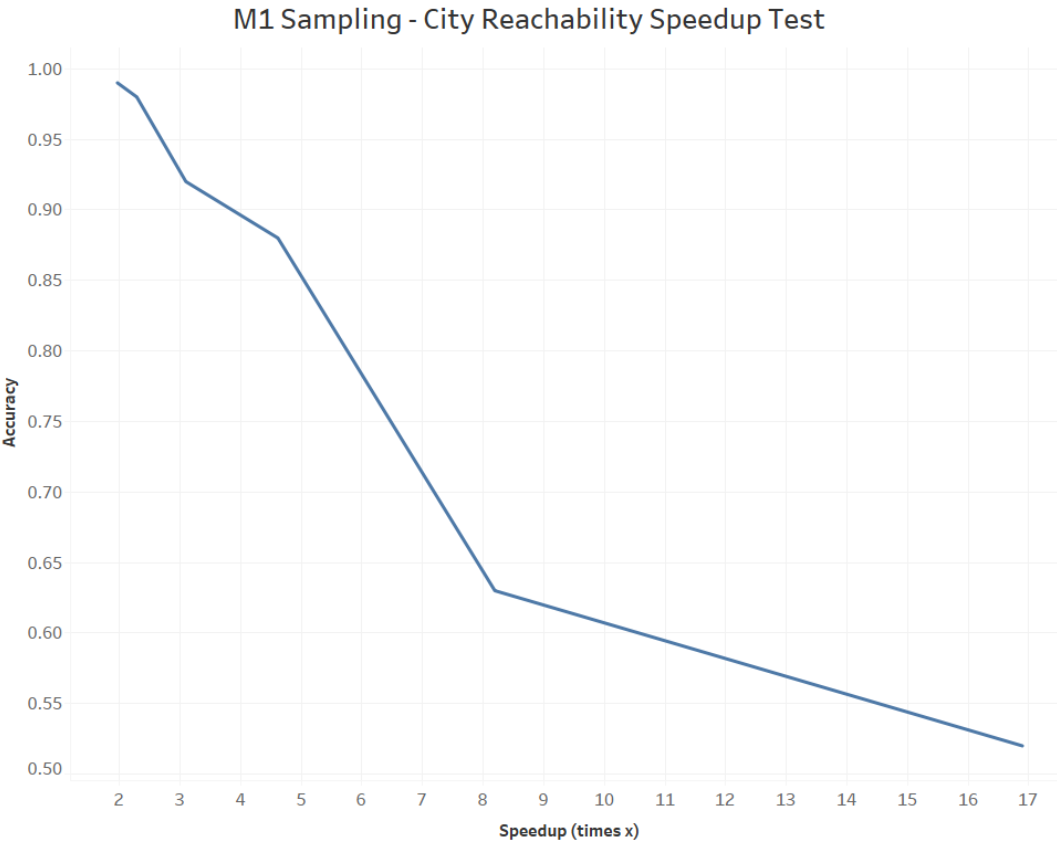 M1 Sampling - City Reachability Speedup Test
1.00
0.95
0.90
0.85
0.80
0.75
0.70
0.65
0.60
0.55
0.50
Accuracy
2 3 4 5 6 7 8 9 10 11 12 13 14 15 16 17
Speedup (times x)